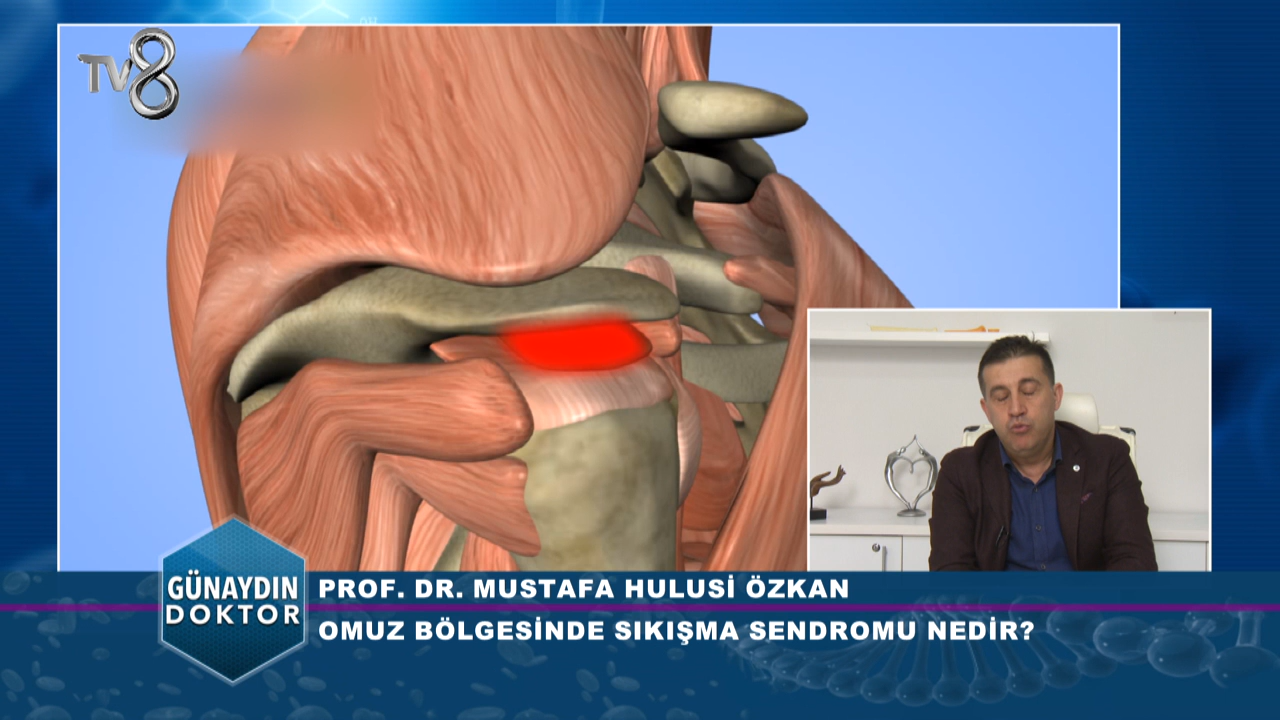 TV8
GÜNAYDIN
DOKTOR
PROF. DR. MUSTAFA HULUSİ ÖZKAN
OMUZ BÖLGESİNDE SIKIŞMA SENDROMU NEDİR?